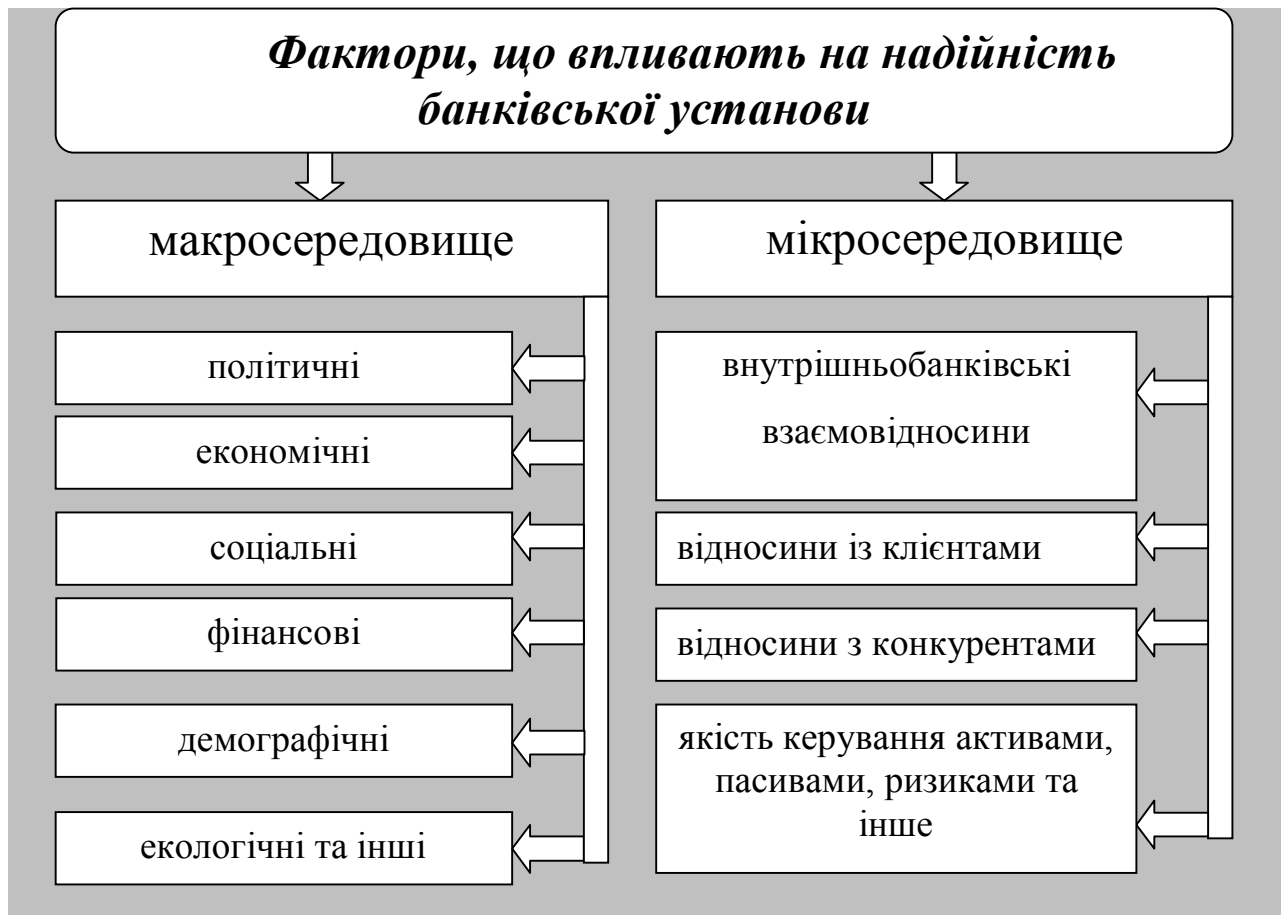 Фактори, що впливають на надійність
банківської установи
макросередовище
політичні
економічні
соціальні
фінансові
демографічні
екологічні та інші
мікросередовище
внутрішньобанківські
взаємовідносини
відносини із клієнтами
відносини з конкурентами
якість керування активами,
пасивами, ризиками та
інше